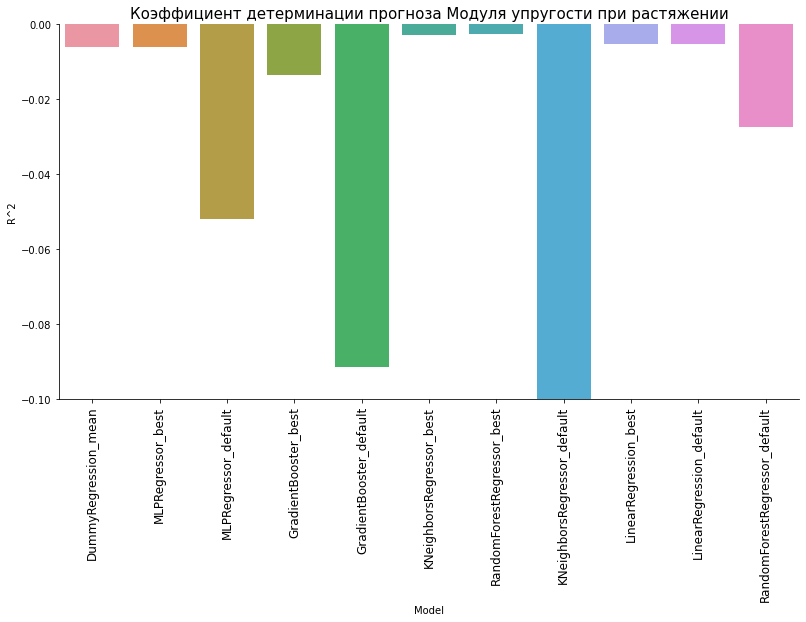 Коэффициент детерминации прогноза Модуля упругости при растяжении
0.00
−0.02
−0.04
−0.06
−0.08
−0.10
R^2
DummyRegression_mean
MLPRegressor_best
MLPRegressor_default
GradientBooster_best
GradientBooster_default
KNeighborsRegressor_best
RandomForestRegressor_best
KNeighborsRegressor_default
LinearRegression_best
LinearRegression_default
RandomForestRegressor_default
Model